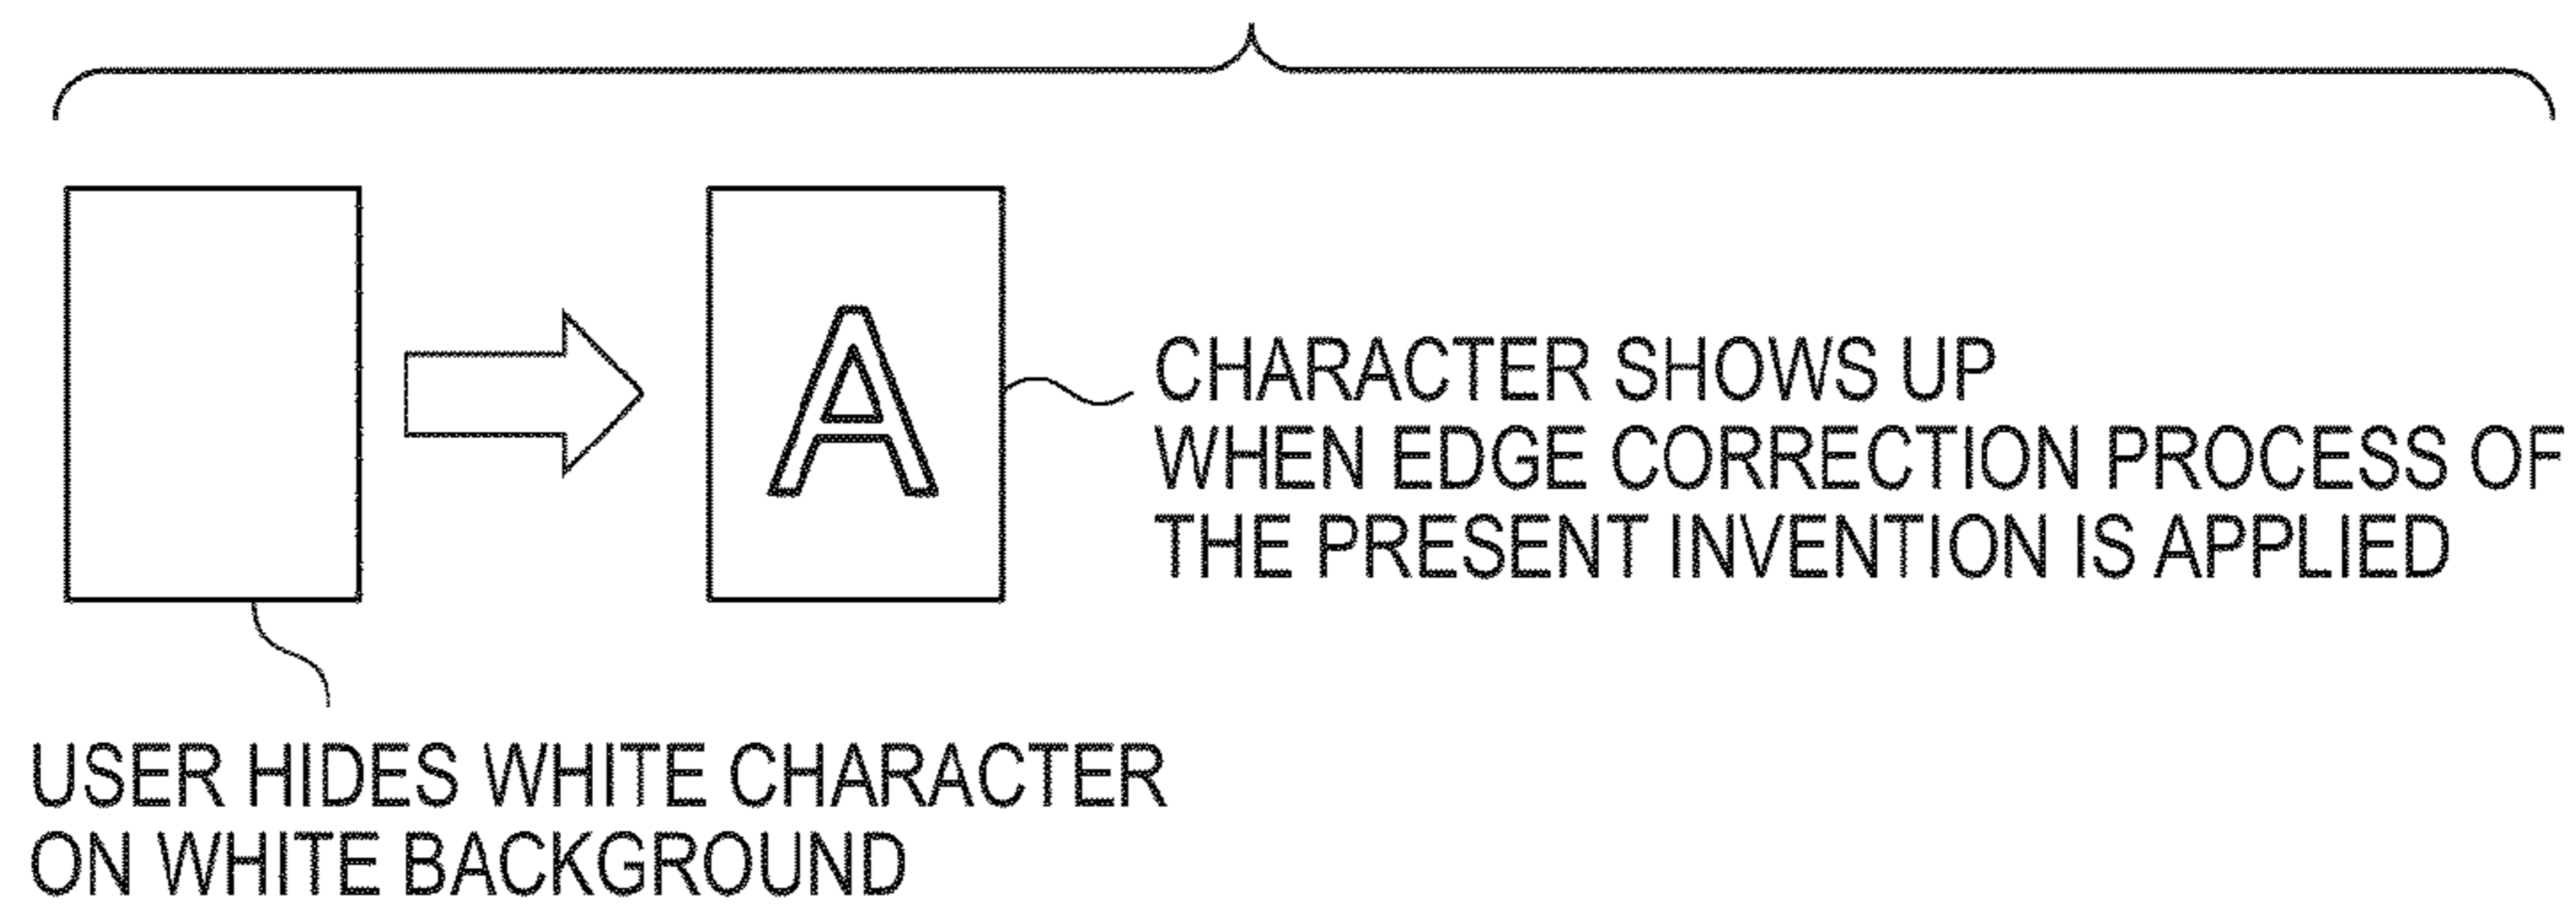 A
CHARACTER SHOWS UP
WHEN EDGE CORRECTION PROCESS OF
THE PRESENT INVENTION IS APPLIED
USER HIDES WHITE CHARACTER
ON WHITE BACKGROUND